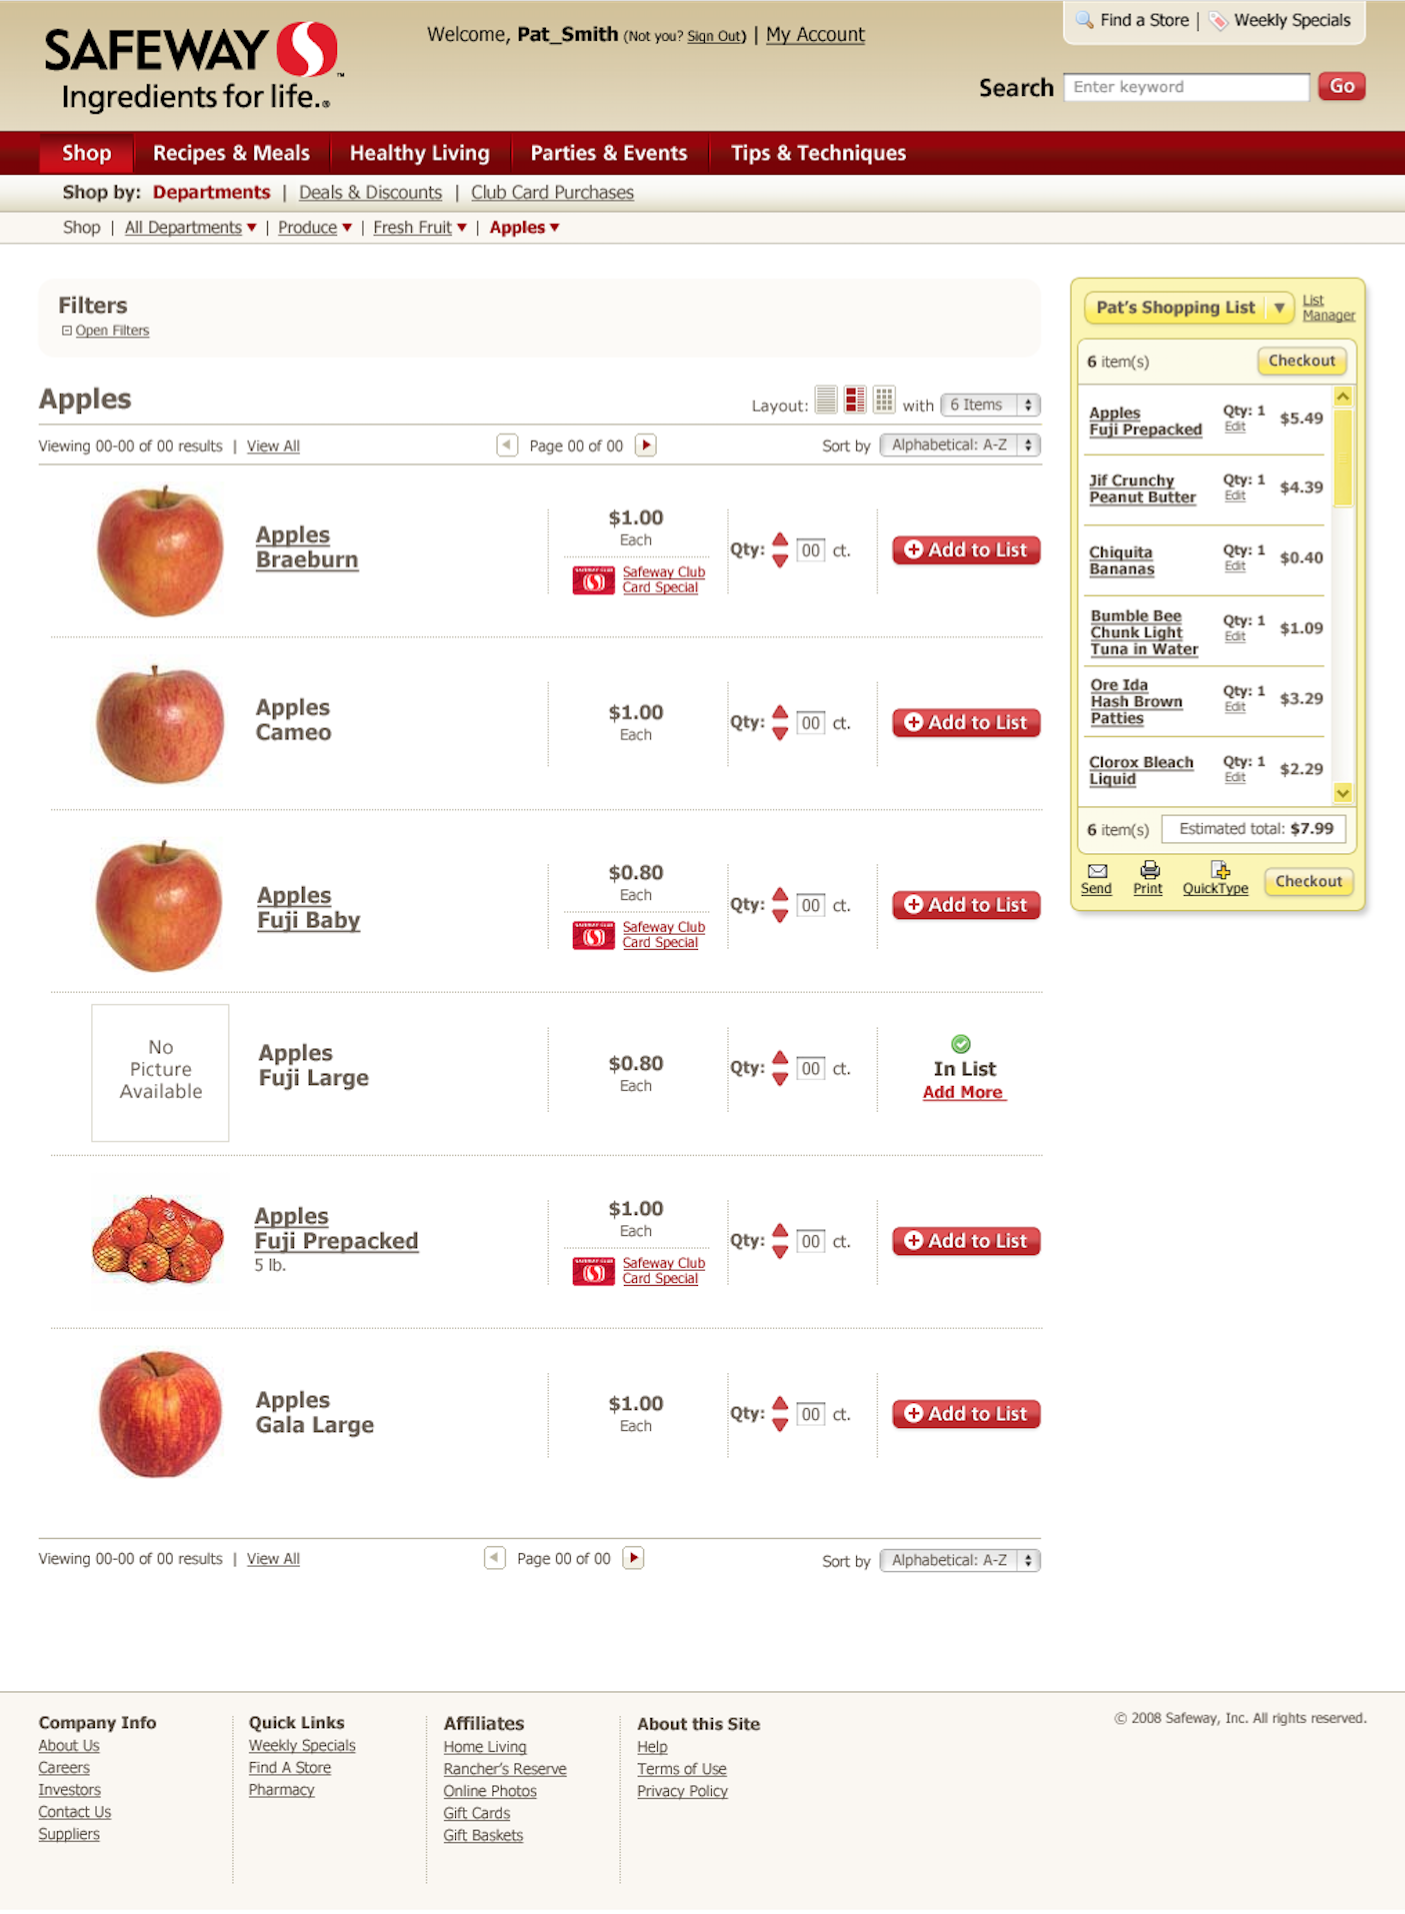 SAFEWAY
Ingredients for life.®
Welcome, Pat_Smith (Not you? Sign Out) | My Account
Find a Store | Weekly Specials
Search Enter keyword Go
Shop Recipes & Meals Healthy Living Parties & Events Tips & Techniques
Shop by: Departments | Deals & Discounts | Club Card Purchases
Shop | All Departments | Produce | Fresh Fruit | Apples
Filters
Open Filters
Apples
Layout: with 6 Items
Viewing 00-00 of 00 results | View All Page 00 of 00 Sort by Alphabetical: A-Z
Apples
Braeburn
$1.00
Each
Safeway Club
Card Special
Qty: 00 ct.
Add to List
Apples
Cameo
$1.00
Each
Qty: 00 ct.
Add to List
Apples
Fuji Baby
$0.80
Each
Safeway Club
Card Special
Qty: 00 ct.
Add to List
No
Picture
Available
Apples
Fuji Large
$0.80
Each
Qty: 00 ct.
In List
Add More
Apples
Fuji Prepacked
5 lb.
$1.00
Each
Safeway Club
Card Special
Qty: 00 ct.
Add to List
Apples
Gala Large
$1.00
Each
Qty: 00 ct.
Add to List
Viewing 00-00 of 00 results | View All Page 00 of 00 Sort by Alphabetical: A-Z
Pat's Shopping List
List
Manager
6 item(s) Checkout
Apples
Fuji Prepacked
Qty: 1
Edit
$5.49
Jif Crunchy
Peanut Butter
Qty: 1
Edit
$4.39
Chiquita
Bananas
Qty: 1
Edit
$0.40
Bumble Bee
Chunk Light
Tuna in Water
Qty: 1
Edit
$1.09
Ore Ida
Hash Brown
Patties
Qty: 1
Edit
$3.29
Clorox Bleach
Liquid
Qty: 1
Edit
$2.29
6 item(s) Estimated total: $7.99
Send Print QuickType Checkout
Company Info
About Us
Careers
Investors
Contact Us
Suppliers
Quick Links
Weekly Specials
Find A Store
Pharmacy
Affiliates
Home Living
Rancher's Reserve
Online Photos
Gift Cards
Gift Baskets
About this Site
Help
Terms of Use
Privacy Policy
© 2008 Safeway, Inc. All rights reserved.